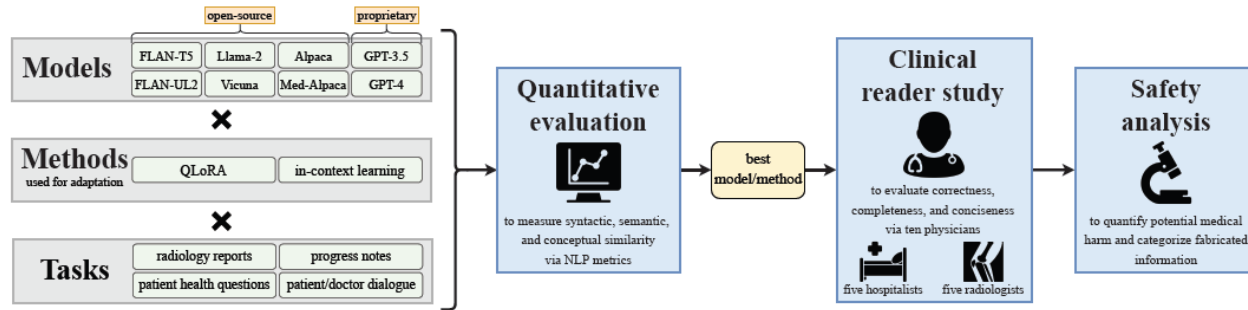 open-source
proprietary
Models
FLAN-T5
Llama-2
Alpaca
GPT-3.5
FLAN-UL2
Vicuna
Med-Alpaca
GPT-4
×
Methods
used for adaptation
QLoRA
in-context learning
×
Tasks
radiology reports
progress notes
patient health questions
patient/doctor dialogue
Quantitative
evaluation
to measure syntactic, semantic,
and conceptual similarity
via NLP metrics
best
model/method
Clinical
reader study
to evaluate correctness,
completeness, and conciseness
via ten physicians
five hospitalists
five radiologists
Safety
analysis
to quantify potential medical
harm and categorize fabricated
information